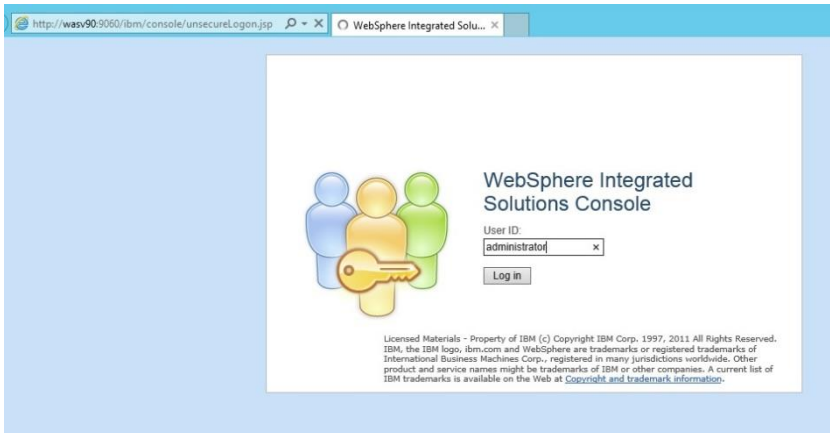 http://wasv90:9060/ibm/console/unsecureLogon.jsp
WebSphere Integrated Solu...
WebSphere Integrated
Solutions Console
User ID:
administrator
Log in
Licensed Materials - Property of IBM (c) Copyright IBM Corp. 1997, 2011 All Rights Reserved.
IBM, the IBM logo, ibm.com and WebSphere are trademarks or registered trademarks of
International Business Machines Corp., registered in many jurisdictions worldwide. Other
product and service names might be trademarks of IBM or other companies. A current list of
IBM trademarks is available on the Web at Copyright and trademark information.